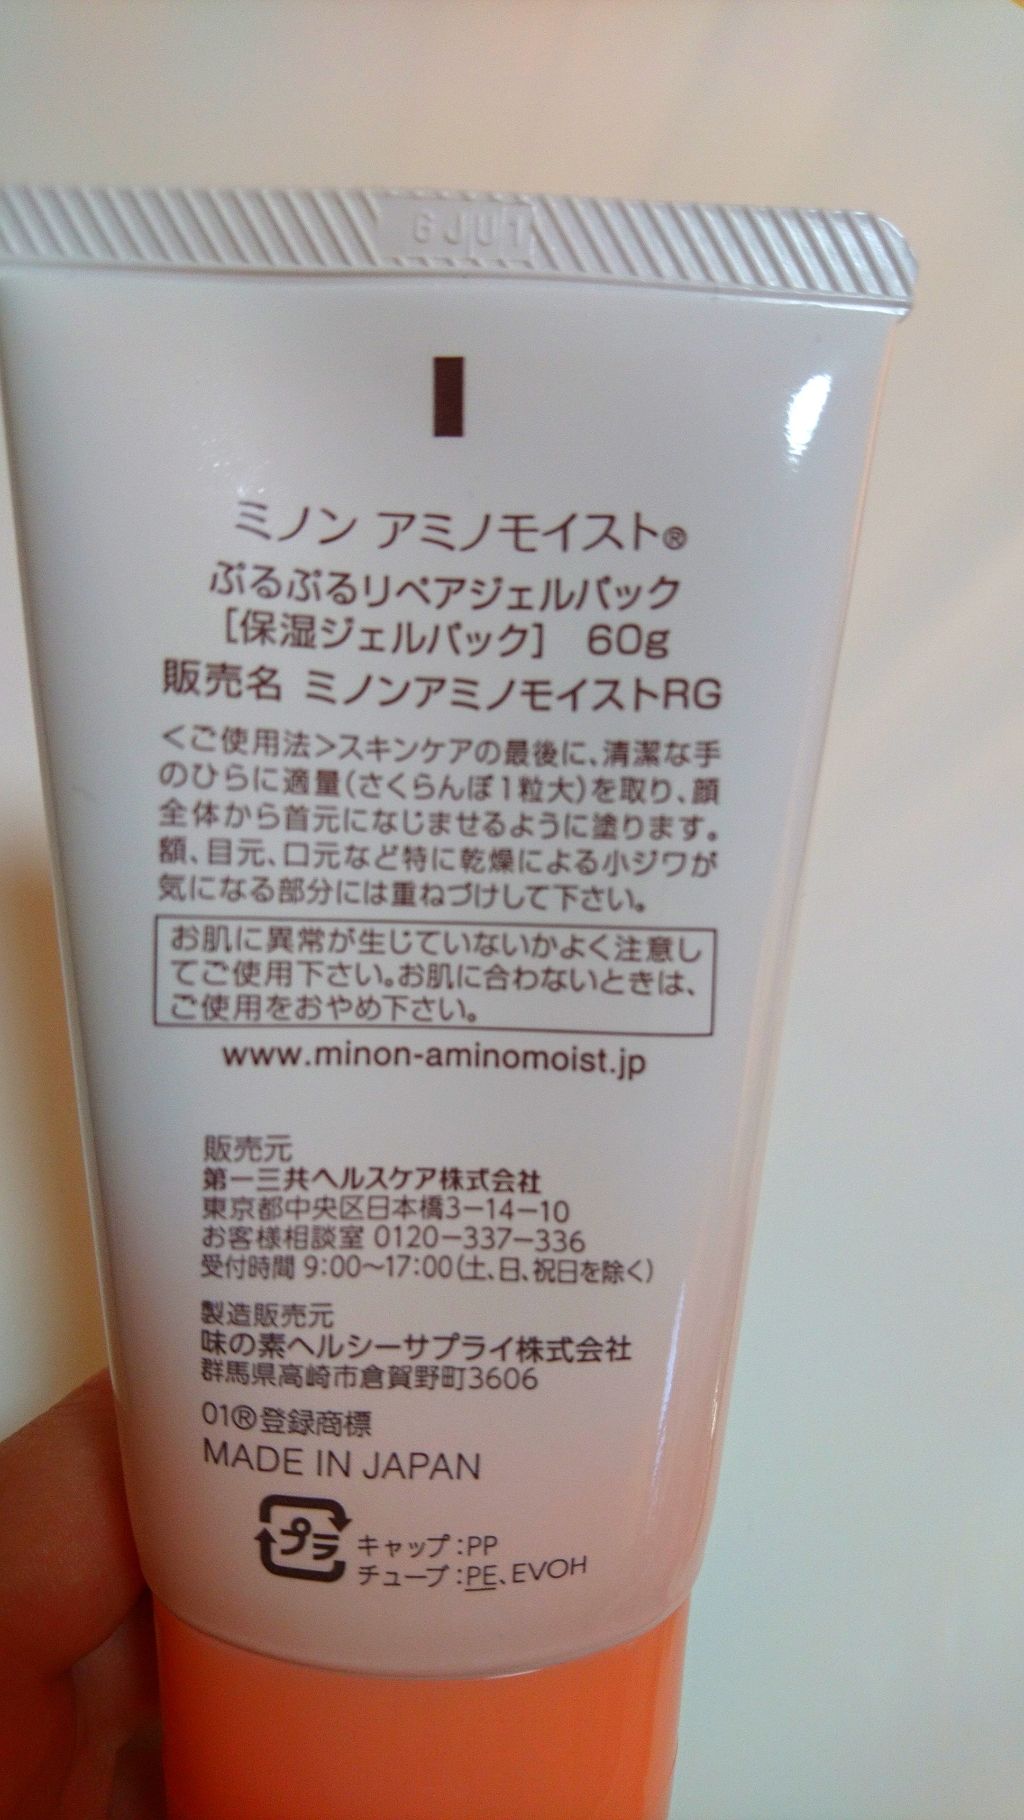 6JU1
ミノン アミノモイスト®
ぷるぷるリペアジェルパック
[保湿ジェルパック] 60g
販売名 ミノンアミノモイストRG
<ご使用法>スキンケアの最後に、清潔な手
のひらに適量(さくらんぼ1粒大)を取り、顔
全体から首元になじませるように塗ります。
額、目元、口元など特に乾燥による小ジワが
気になる部分には重ねづけして下さい。
お肌に異常が生じていないかよく注意し
てご使用下さい。お肌に合わないときは、
ご使用をおやめ下さい。
www.minon-aminomoist.jp
販売元
第一三共ヘルスケア株式会社
東京都中央区日本橋3-14-10
お客様相談室 0120-337-336
受付時間 9:00〜17:00(土、日、祝日を除く)
製造販売元
味の素ヘルシーサプライ株式会社
群馬県高崎市倉賀野町3606
01®登録商標
MADE IN JAPAN
プラ キャップ:PP
チューブ:PE、EVOH